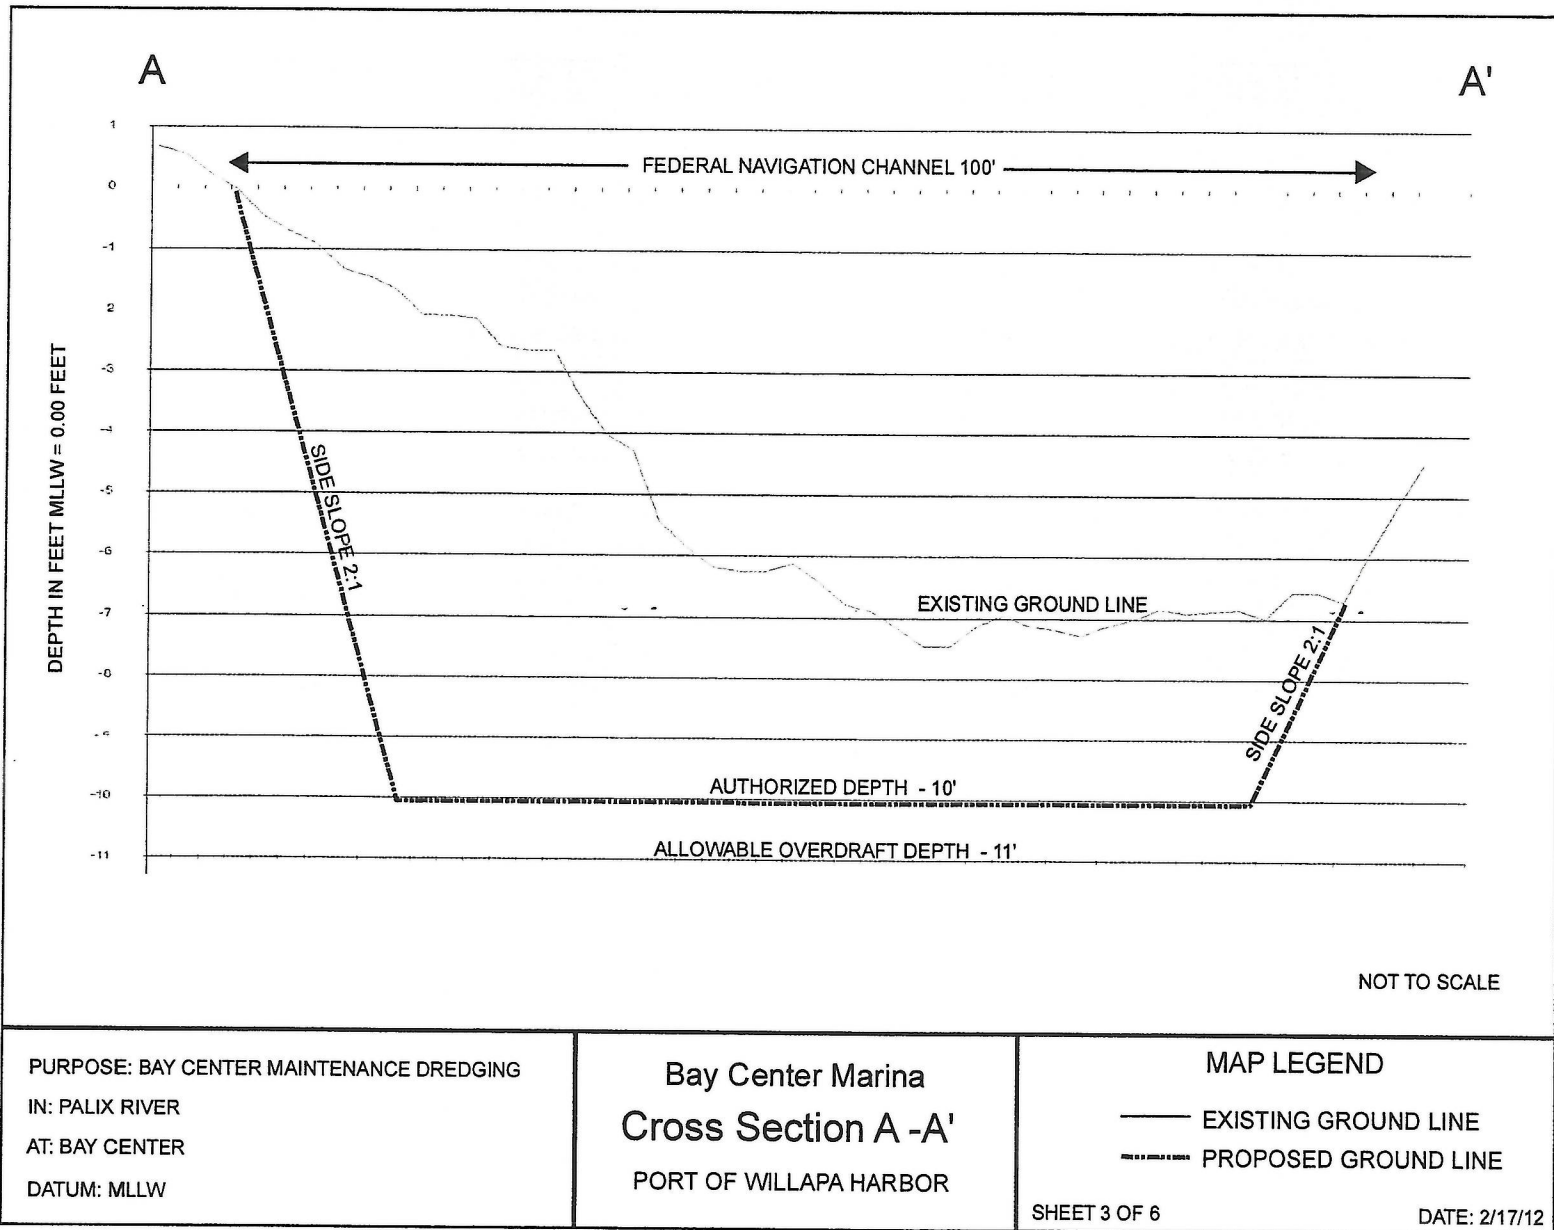 A
A'
1
FEDERAL NAVIGATION CHANNEL 100'
0
-1
2
-3
-4
-5
-6
-7
-8
-10
-11
DEPTH IN FEET MLLW = 0.00 FEET
SIDE SLOPE 2:1
EXISTING GROUND LINE
SIDE SLOPE 2:1
AUTHORIZED DEPTH - 10'
ALLOWABLE OVERDRAFT DEPTH - 11'
NOT TO SCALE
PURPOSE: BAY CENTER MAINTENANCE DREDGING
IN: PALIX RIVER
AT: BAY CENTER
DATUM: MLLW
Bay Center Marina
Cross Section A -A'
PORT OF WILLAPA HARBOR
MAP LEGEND
EXISTING GROUND LINE
PROPOSED GROUND LINE
SHEET 3 OF 6
DATE: 2/17/12